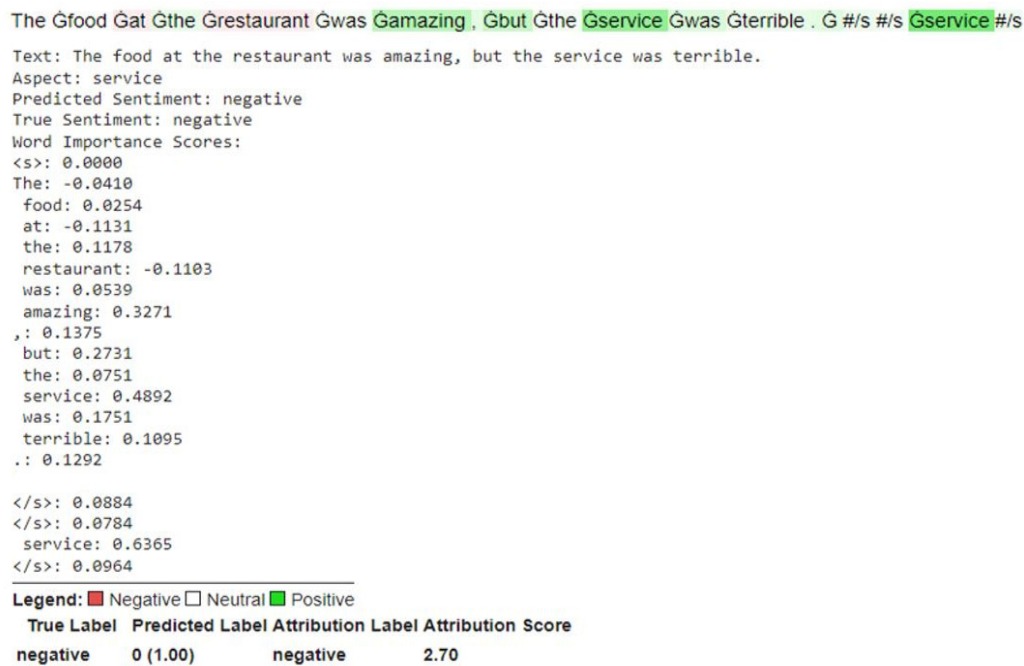 The Ġfood Ġat Ġthe Ġrestaurant Ġwas Ġamazing , Ġbut Ġthe Ġservice Ġwas Ġterrible . Ġ #/s #/s Ġservice #/s
Text: The food at the restaurant was amazing, but the service was terrible.
Aspect: service
Predicted Sentiment: negative
True Sentiment: negative
Word Importance Scores:
<s>: 0.0000
The: -0.0410
food: 0.0254
at: -0.1131
the: 0.1178
restaurant: -0.1103
was: 0.0539
amazing: 0.3271
,: 0.1375
but: 0.2731
the: 0.0751
service: 0.4892
was: 0.1751
terrible: 0.1095
.: 0.1292
</s>: 0.0884
</s>: 0.0784
service: 0.6365
</s>: 0.0964
Legend: Negative Neutral Positive
True Label Predicted Label Attribution Label Attribution Score
negative 0 (1.00) negative 2.70